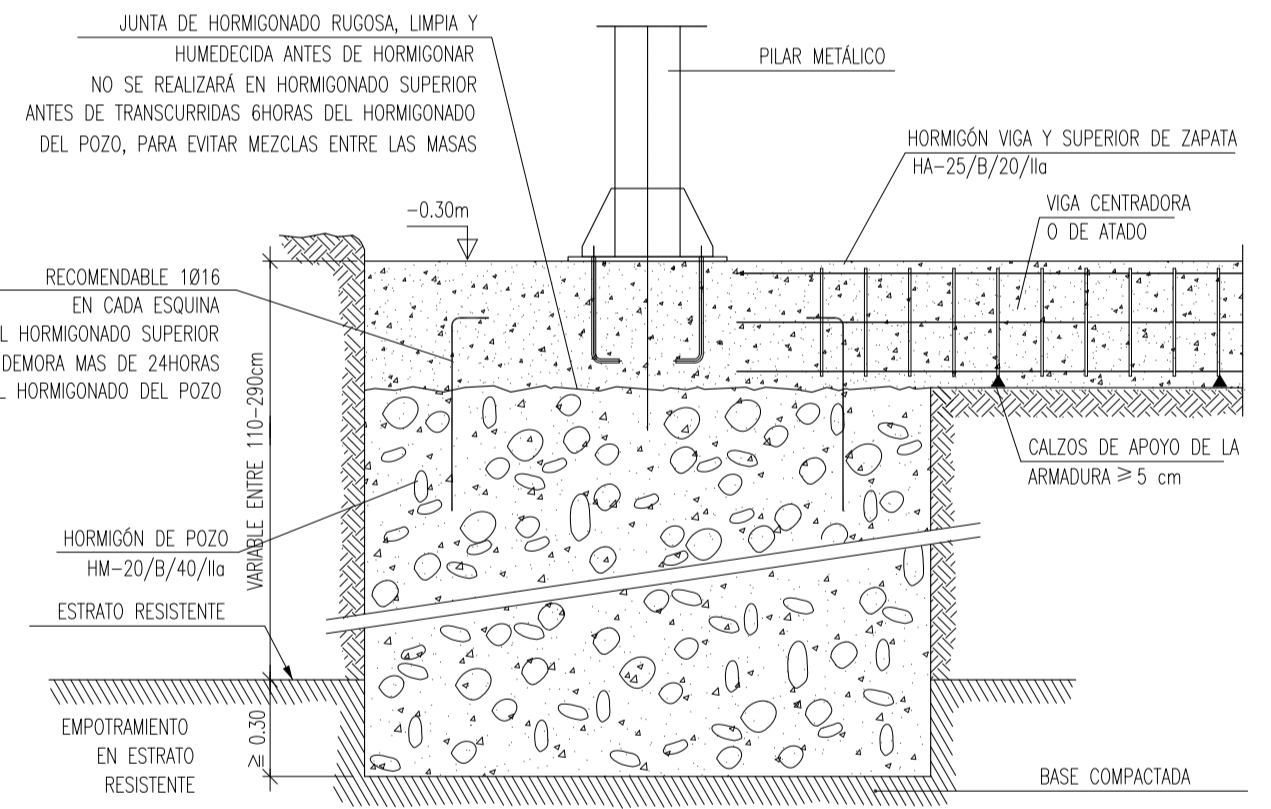 JUNTA DE HORMIGONADO RUGOSA, LIMPIA Y
HUMEDECIDA ANTES DE HORMIGONAR
NO SE REALIZARÁ EN HORMIGONADO SUPERIOR
ANTES DE TRANSCURRIDAS 6HORAS DEL HORMIGONADO
DEL POZO, PARA EVITAR MEZCLAS ENTRE LAS MASAS
PILAR METÁLICO
HORMIGÓN VIGA Y SUPERIOR DE ZAPATA
HA-25/B/20/IIa
VIGA CENTRADORA
O DE ATADO
-0.30m
RECOMENDABLE 1Ø16
EN CADA ESQUINA
L HORMIGONADO SUPERIOR
DEMORA MAS DE 24HORAS
L HORMIGONADO DEL POZO
VARIABLE ENTRE 110-290cm
CALZOS DE APOYO DE LA
ARMADURA ≥ 5 cm
HORMIGÓN DE POZO
HM-20/B/40/IIa
ESTRATO RESISTENTE
EMPOTRAMIENTO
EN ESTRATO
RESISTENTE
≥ 0.30
BASE COMPACTADA